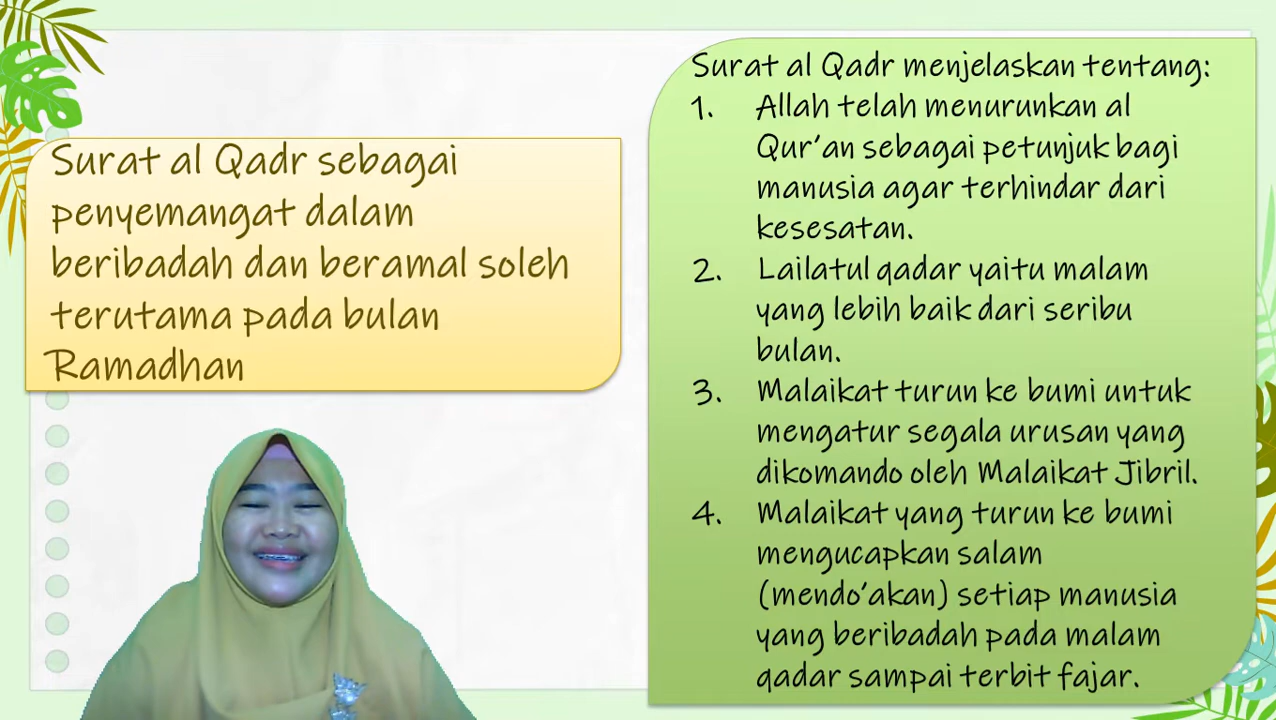 Surat al Qadr sebagai
penyemangat dalam
beribadah dan beramal soleh
terutama pada bulan
Ramadhan
Surat al Qadr menjelaskan tentang:
1. Allah telah menurunkan al
Qur'an sebagai petunjuk bagi
manusia agar terhindar dari
kesesatan.
2. Lailatul qadar yaitu malam
yang lebih baik dari seribu
bulan.
3. Malaikat turun ke bumi untuk
mengatur segala urusan yang
dikomando oleh Malaikat Jibril.
4. Malaikat yang turun ke bumi
mengucapkan salam
(mendo'akan) setiap manusia
yang beribadah pada malam
qadar sampai terbit fajar.